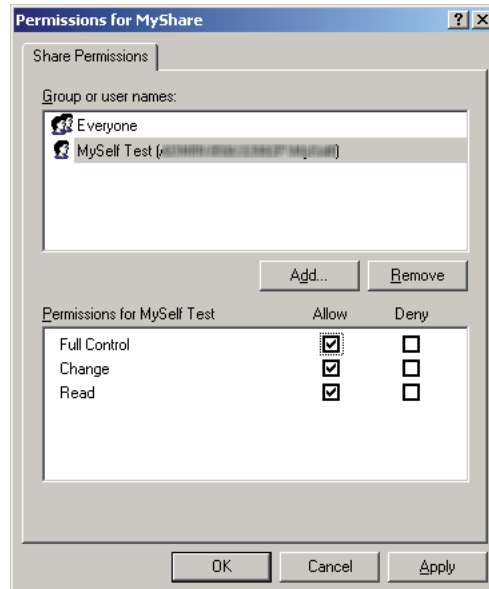 Permissions for MyShare
Share Permissions
Group or user names:
Everyone
MySelf Test (
Add... Remove
Permissions for MySelf Test Allow Deny
Full Control
Change
Read
OK Cancel Apply